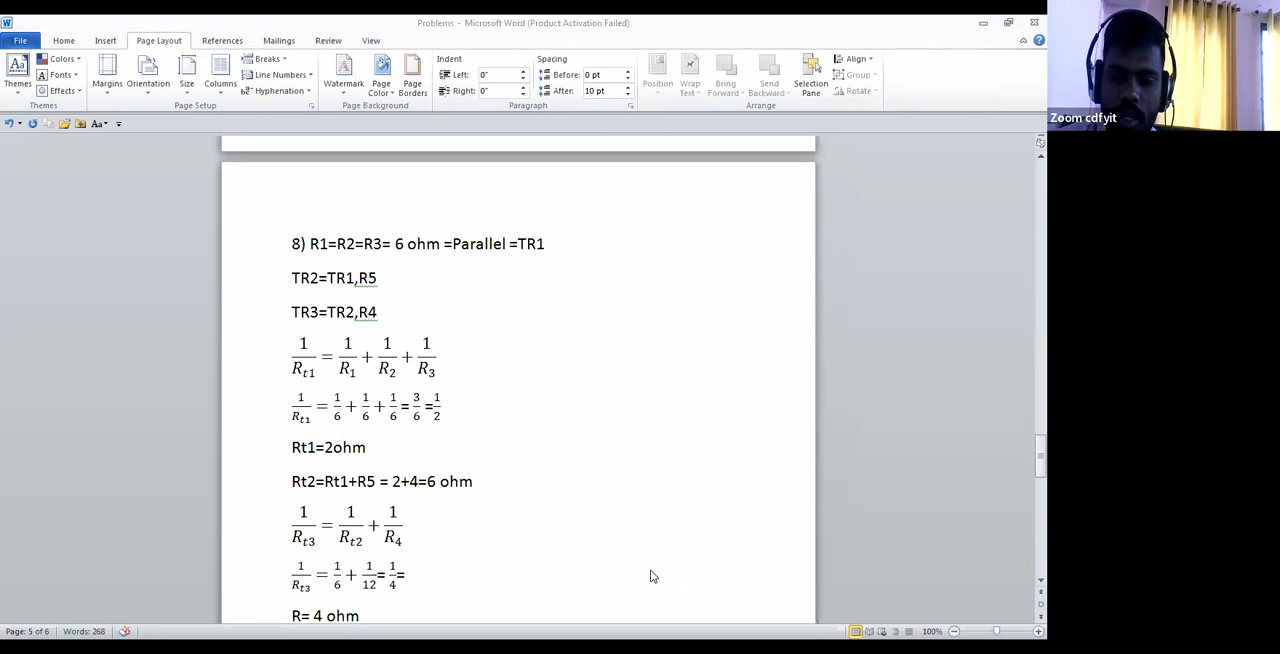 Problems - Microsoft Word (Product Activation Failed)
File Home Insert Page Layout References Mailings Review View
Themes
Colors
Fonts
Effects
Themes
Margins Orientation Size Columns
Breaks
Line Numbers
Hyphenation
Page Setup
Watermark Page Color Page Borders
Page Background
Indent
Left: 0"
Right: 0"
Spacing
Before: 0 pt
After: 10 pt
Paragraph
Position Wrap Text Bring Forward Send Backward Selection Pane
Align
Group
Rotate
Arrange
Aa
Zoom cdfyit
8) R1=R2=R3= 6 ohm =Parallel =TR1
TR2=TR1,R5
TR3=TR2,R4
1/Rt1 = 1/R1 + 1/R2 + 1/R3
1/Rt1 = 1/6 + 1/6 + 1/6 = 3/6 = 1/2
Rt1=2ohm
Rt2=Rt1+R5 = 2+4=6 ohm
1/Rt3 = 1/Rt2 + 1/R4
1/Rt3 = 1/6 + 1/12 = 1/4 =
R= 4 ohm
Page: 5 of 6 Words: 268 100%